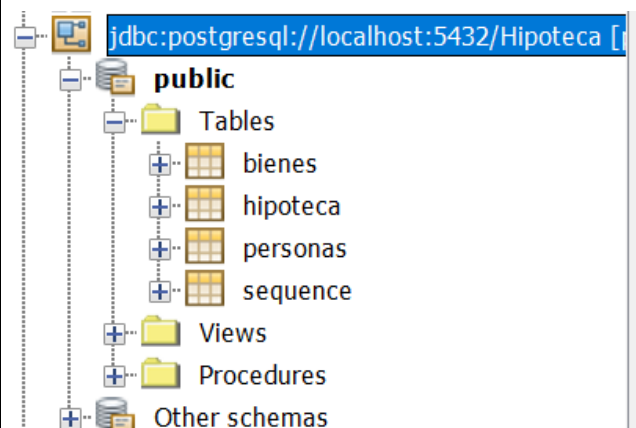 jdbc:postgresql://localhost:5432/Hipoteca [
public
Tables
bienes
hipoteca
personas
sequence
Views
Procedures
Other schemas